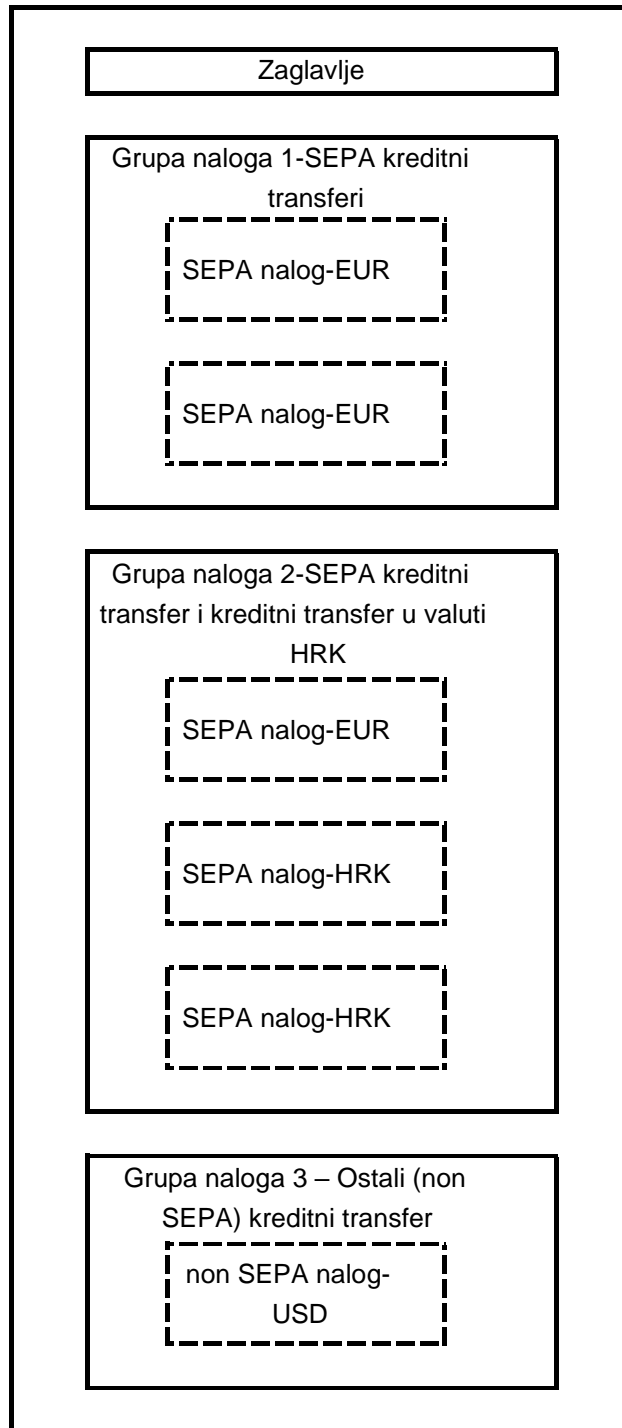 Zaglavlje
Grupa naloga 1-SEPA kreditni
transferi
SEPA nalog-EUR
SEPA nalog-EUR
Grupa naloga 2-SEPA kreditni
transfer i kreditni transfer u valuti
HRK
SEPA nalog-EUR
SEPA nalog-HRK
SEPA nalog-HRK
Grupa naloga 3 – Ostali (non
SEPA) kreditni transfer
non SEPA nalog-
USD